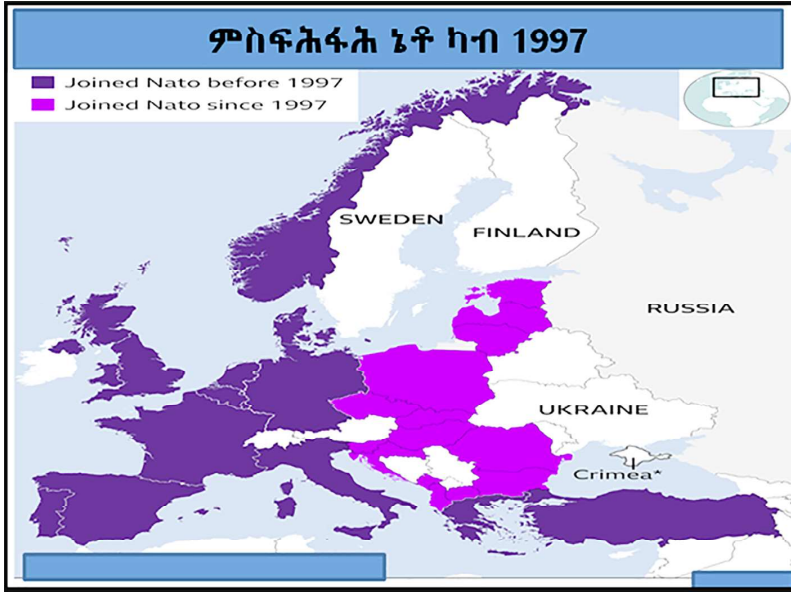 ምስፍሕፋሕ ኔቶ ካብ 1997
Joined Nato before 1997
Joined Nato since 1997
SWEDEN
FINLAND
RUSSIA
UKRAINE
Crimea*